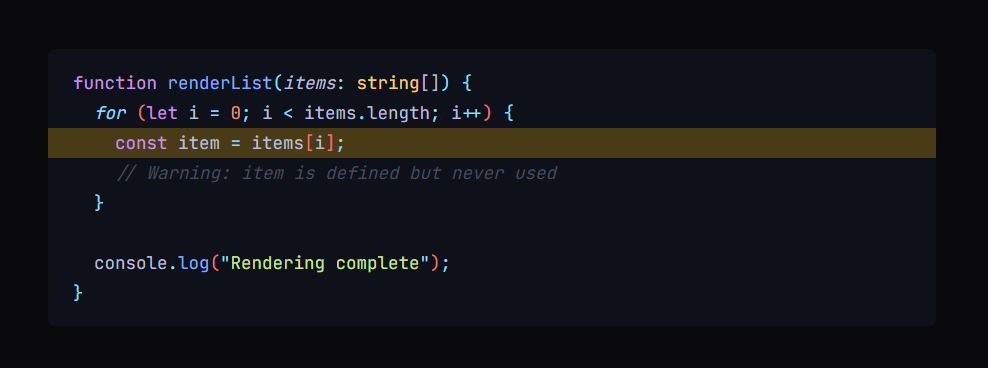 function renderList(items: string[]) {
  for (let i = 0; i < items.length; i++) {
    const item = items[i];
    // Warning: item is defined but never used
  }

  console.log("Rendering complete");
}